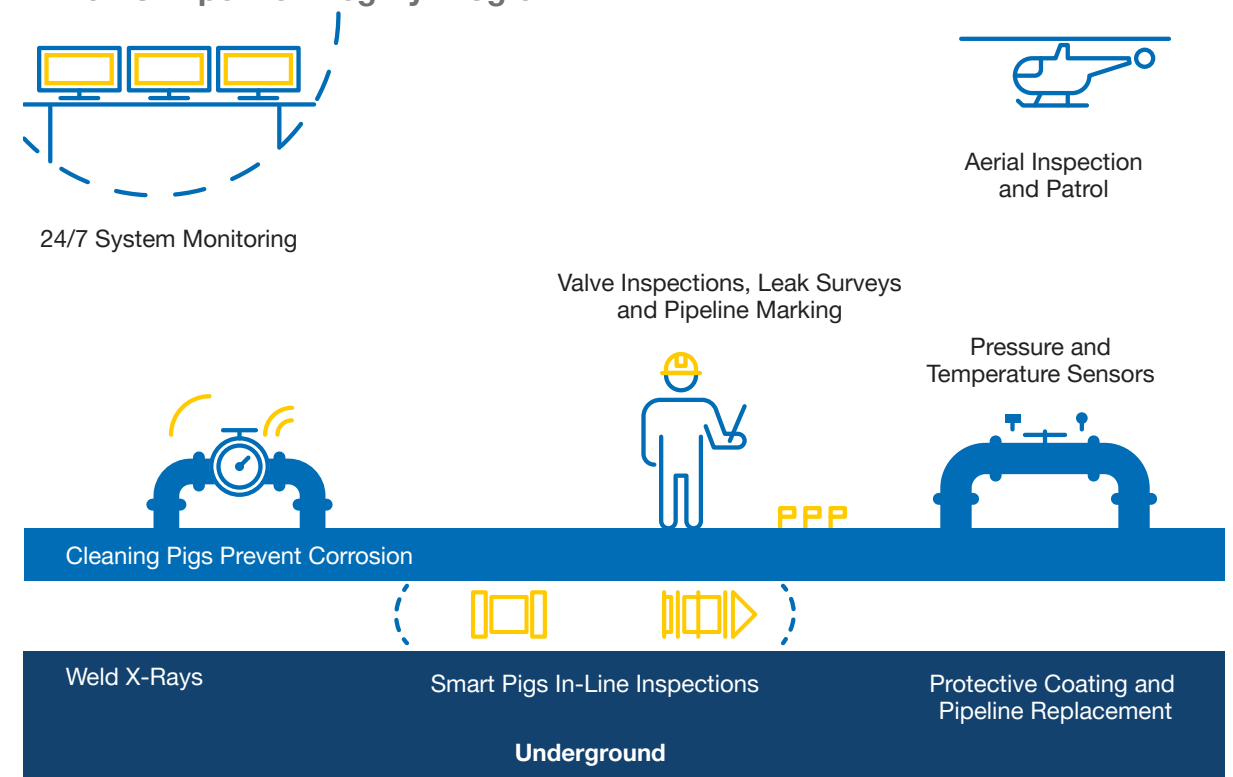 24/7 System Monitoring
Aerial Inspection
and Patrol
Valve Inspections, Leak Surveys
and Pipeline Marking
Pressure and
Temperature Sensors
Cleaning Pigs Prevent Corrosion
Weld X-Rays
Smart Pigs In-Line Inspections
Protective Coating and
Pipeline Replacement
Underground